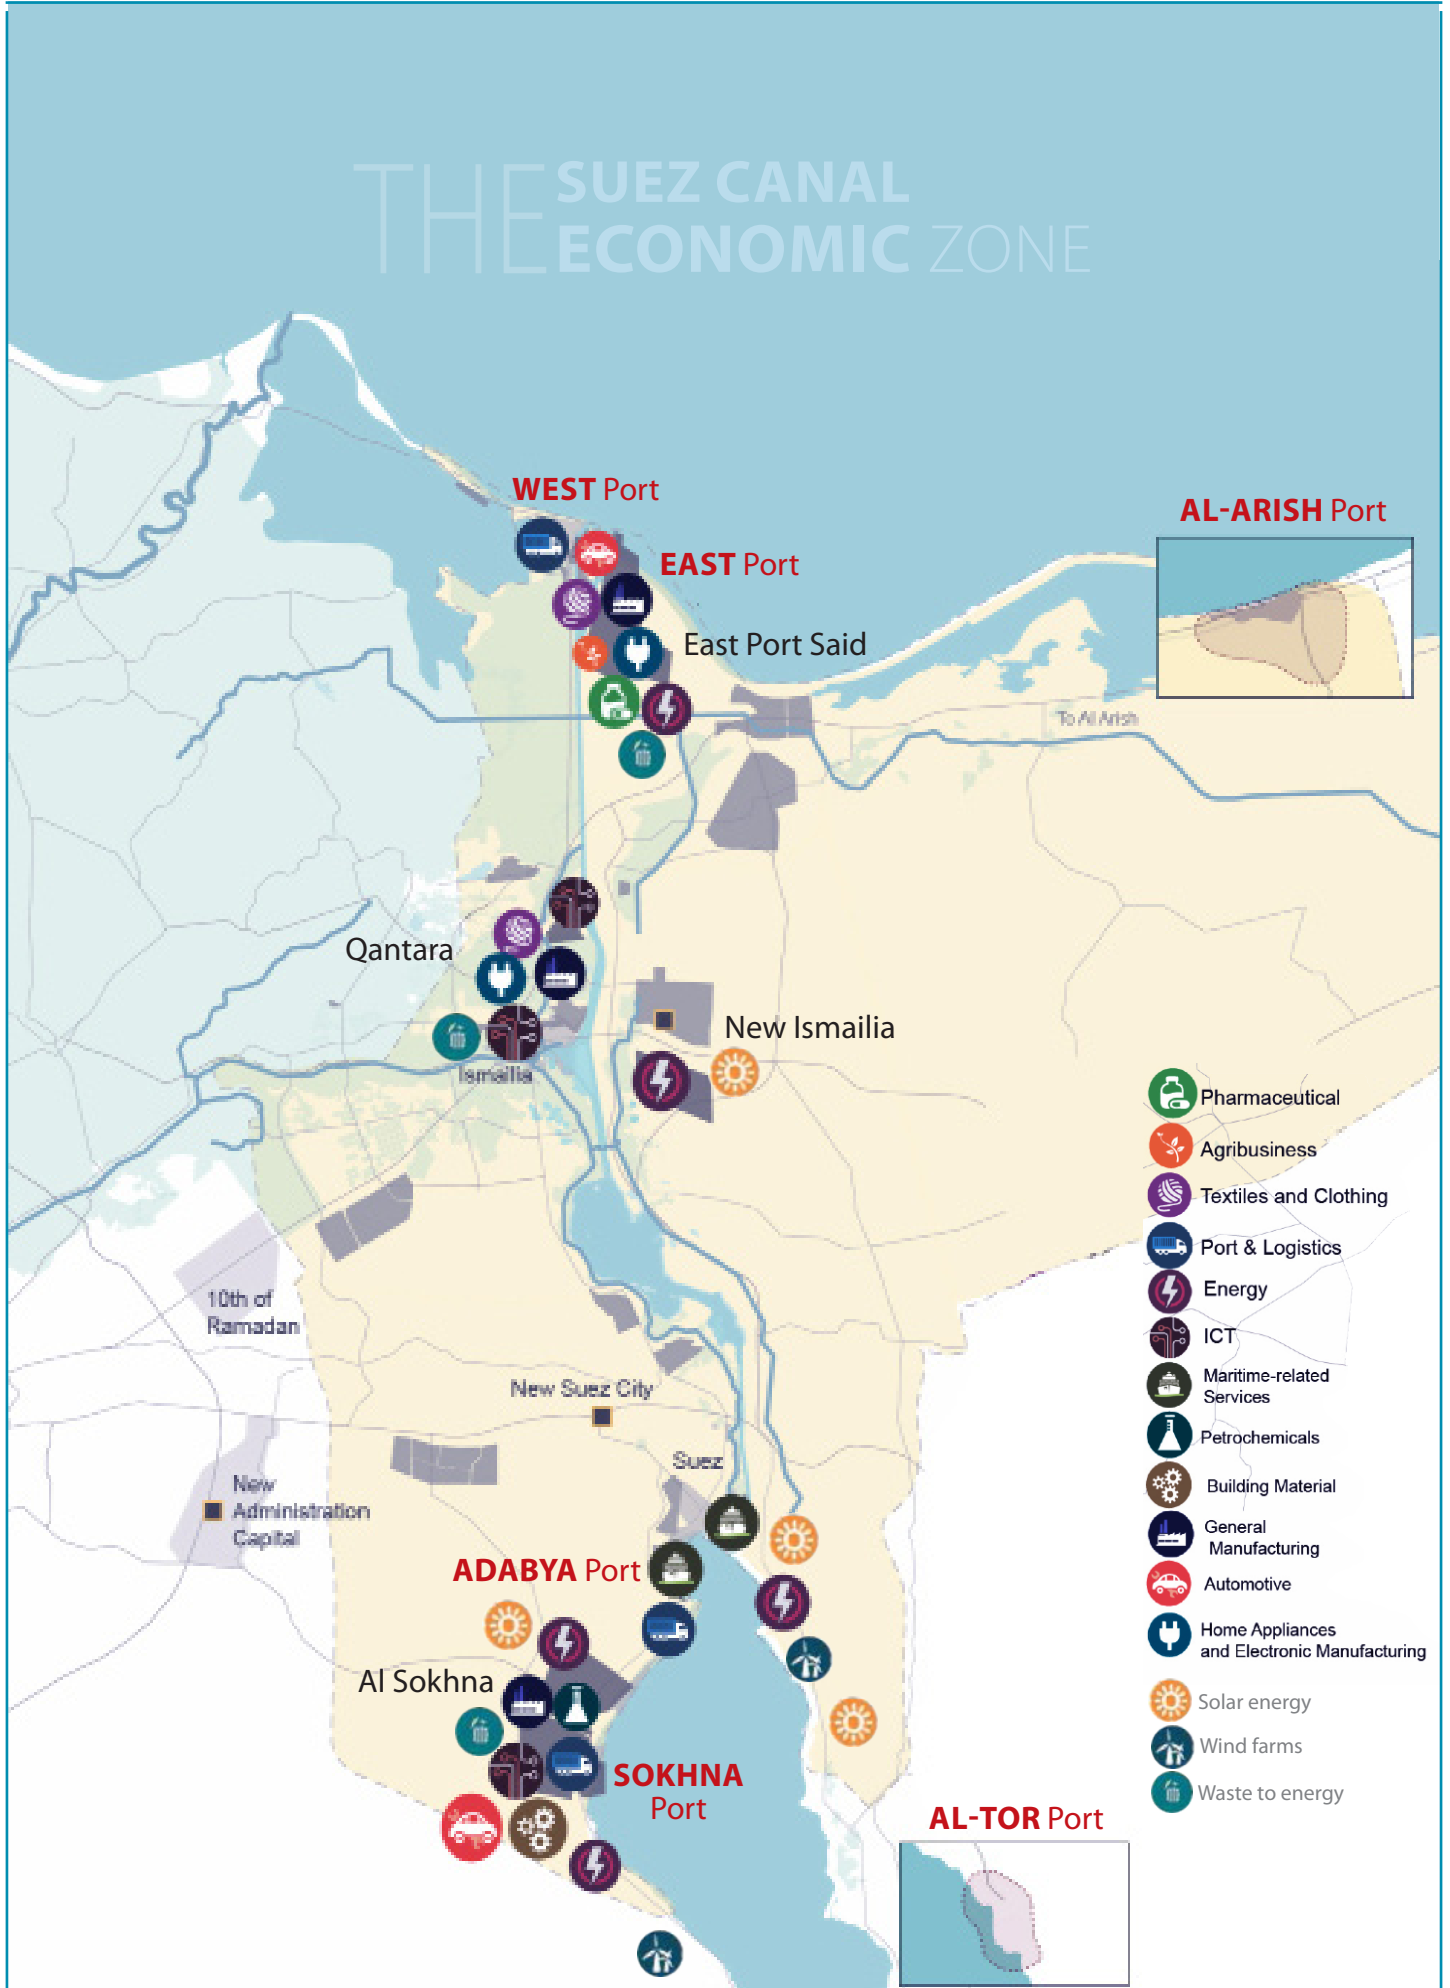 THE SUEZ CANAL
ECONOMIC ZONE
WEST Port
AL-ARISH Port
EAST Port
East Port Said
To Al Arish
Qantara
New Ismailia
Ismailia
Pharmaceutical
Agribusiness
Textiles and Clothing
Port & Logistics
Energy
ICT
Maritime-related
Services
Petrochemicals
Building Material
General
Manufacturing
Automotive
Home Appliances
and Electronic Manufacturing
Solar energy
Wind farms
Waste to energy
10th of
Ramadan
New Suez City
Suez
New
Administration
Capital
ADABYA Port
Al Sokhna
SOKHNA
Port
AL-TOR Port